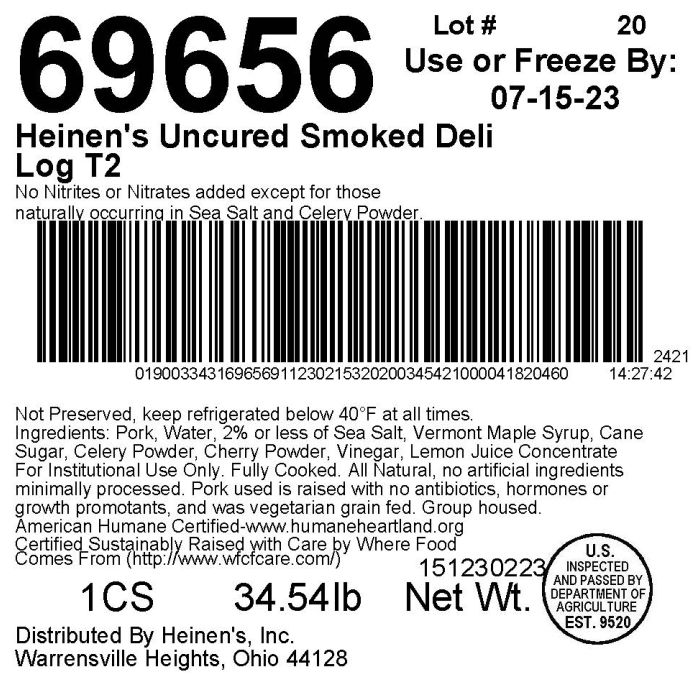 69656
Lot # 20
Use or Freeze By:
07-15-23
Heinen's Uncured Smoked Deli
Log T2
No Nitrites or Nitrates added except for those
naturally occurring in Sea Salt and Celery Powder.
2421
019003343169656911230215320200345421000041820460 14:27:42
Not Preserved, keep refrigerated below 40°F at all times.
Ingredients: Pork, Water, 2% or less of Sea Salt, Vermont Maple Syrup, Cane
Sugar, Celery Powder, Cherry Powder, Vinegar, Lemon Juice Concentrate
For Institutional Use Only. Fully Cooked. All Natural, no artificial ingredients
minimally processed. Pork used is raised with no antibiotics, hormones or
growth promotants, and was vegetarian grain fed. Group housed.
American Humane Certified-www.humaneheartland.org
Certified Sustainably Raised with Care by Where Food
Comes From (http://www.wfcfcare.com/)
151230223
1CS 34.54lb Net Wt.
U.S.
INSPECTED
AND PASSED BY
DEPARTMENT OF
AGRICULTURE
EST. 9520
Distributed By Heinen's, Inc.
Warrensville Heights, Ohio 44128